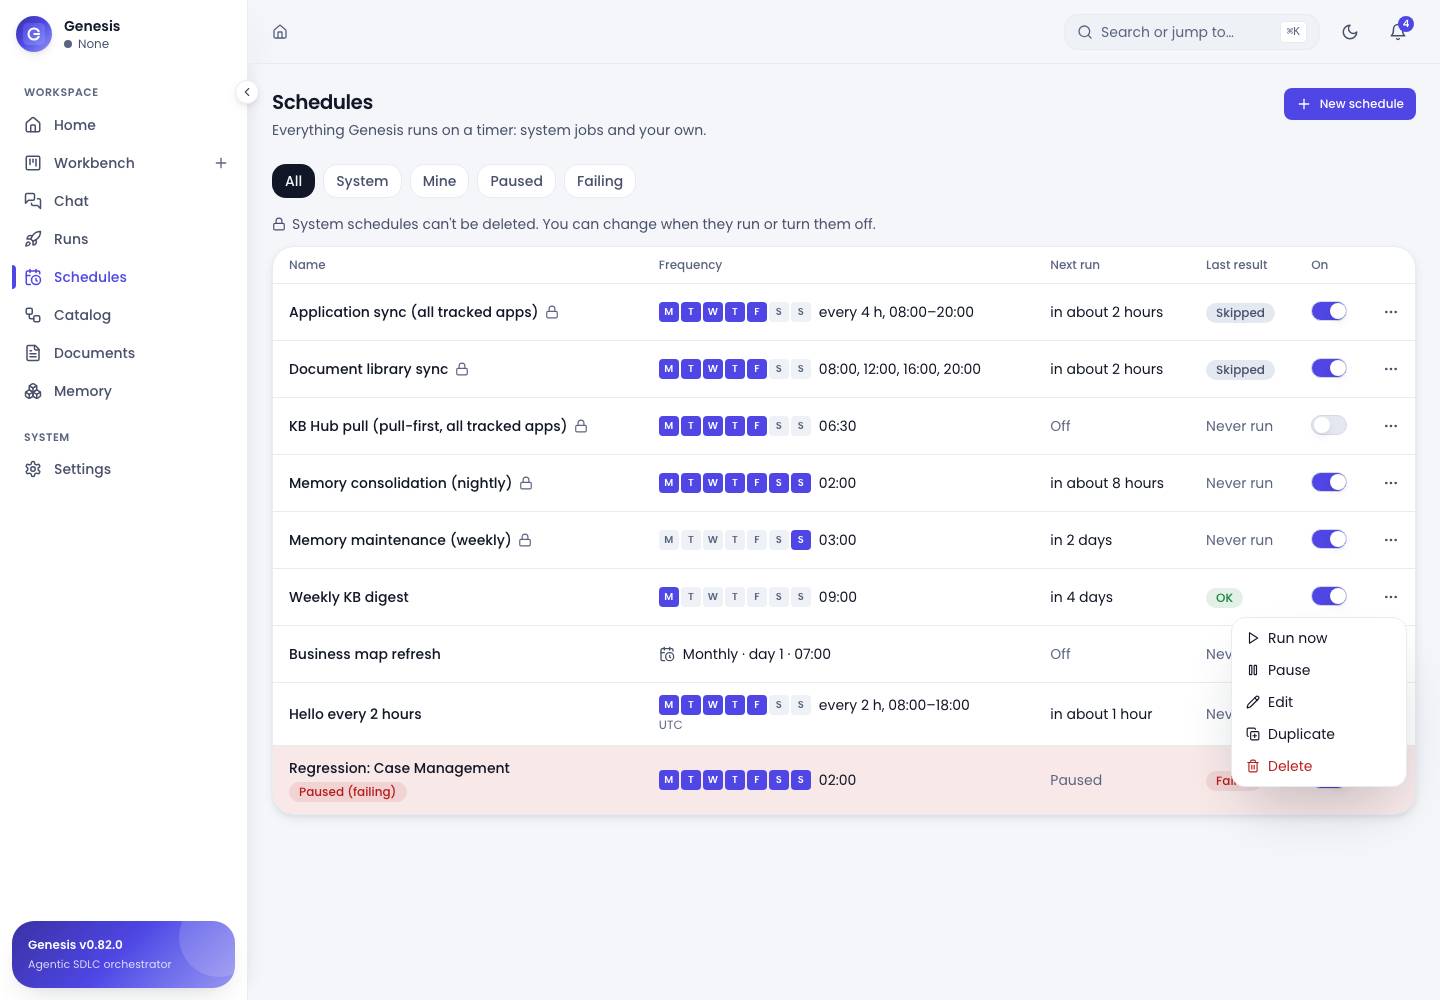 Genesis
None
WORKSPACE
Home
Workbench
Chat
Runs
Schedules
Catalog
Documents
Memory
SYSTEM
Settings
Genesis v0.82.0
Agentic SDLC orchestrator
Search or jump to... ⌘K
4
Schedules
Everything Genesis runs on a timer: system jobs and your own.
New schedule
All System Mine Paused Failing
System schedules can't be deleted. You can change when they run or turn them off.
Name Frequency Next run Last result On
Application sync (all tracked apps) M T W T F S S every 4 h, 08:00–20:00 in about 2 hours Skipped
Document library sync M T W T F S S 08:00, 12:00, 16:00, 20:00 in about 2 hours Skipped
KB Hub pull (pull-first, all tracked apps) M T W T F S S 06:30 Off Never run
Memory consolidation (nightly) M T W T F S S 02:00 in about 8 hours Never run
Memory maintenance (weekly) M T W T F S S 03:00 in 2 days Never run
Weekly KB digest M T W T F S S 09:00 in 4 days OK
Business map refresh Monthly · day 1 · 07:00 Off
Hello every 2 hours M T W T F S S every 2 h, 08:00–18:00 in about 1 hour
UTC
Regression: Case Management M T W T F S S 02:00 Paused
Paused (failing)
Run now
Pause
Edit
Duplicate
Delete